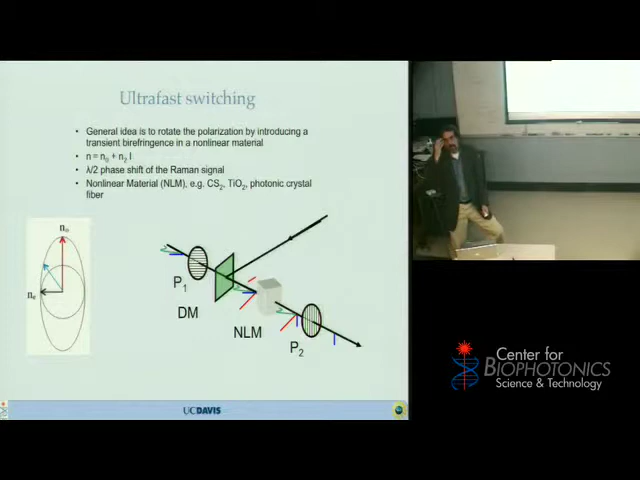 Ultrafast switching
• General idea is to rotate the polarization by introducing a
transient birefringence in a nonlinear material
• n = n₀ + n₂ I
• λ/2 phase shift of the Raman signal
• Nonlinear Material (NLM), e.g. CS₂, TiO₂, photonic crystal
fiber
nₒ
nₑ
P₁
DM
NLM
P₂
UCDAVIS
Center for
BIOPHOTONICS
Science & Technology